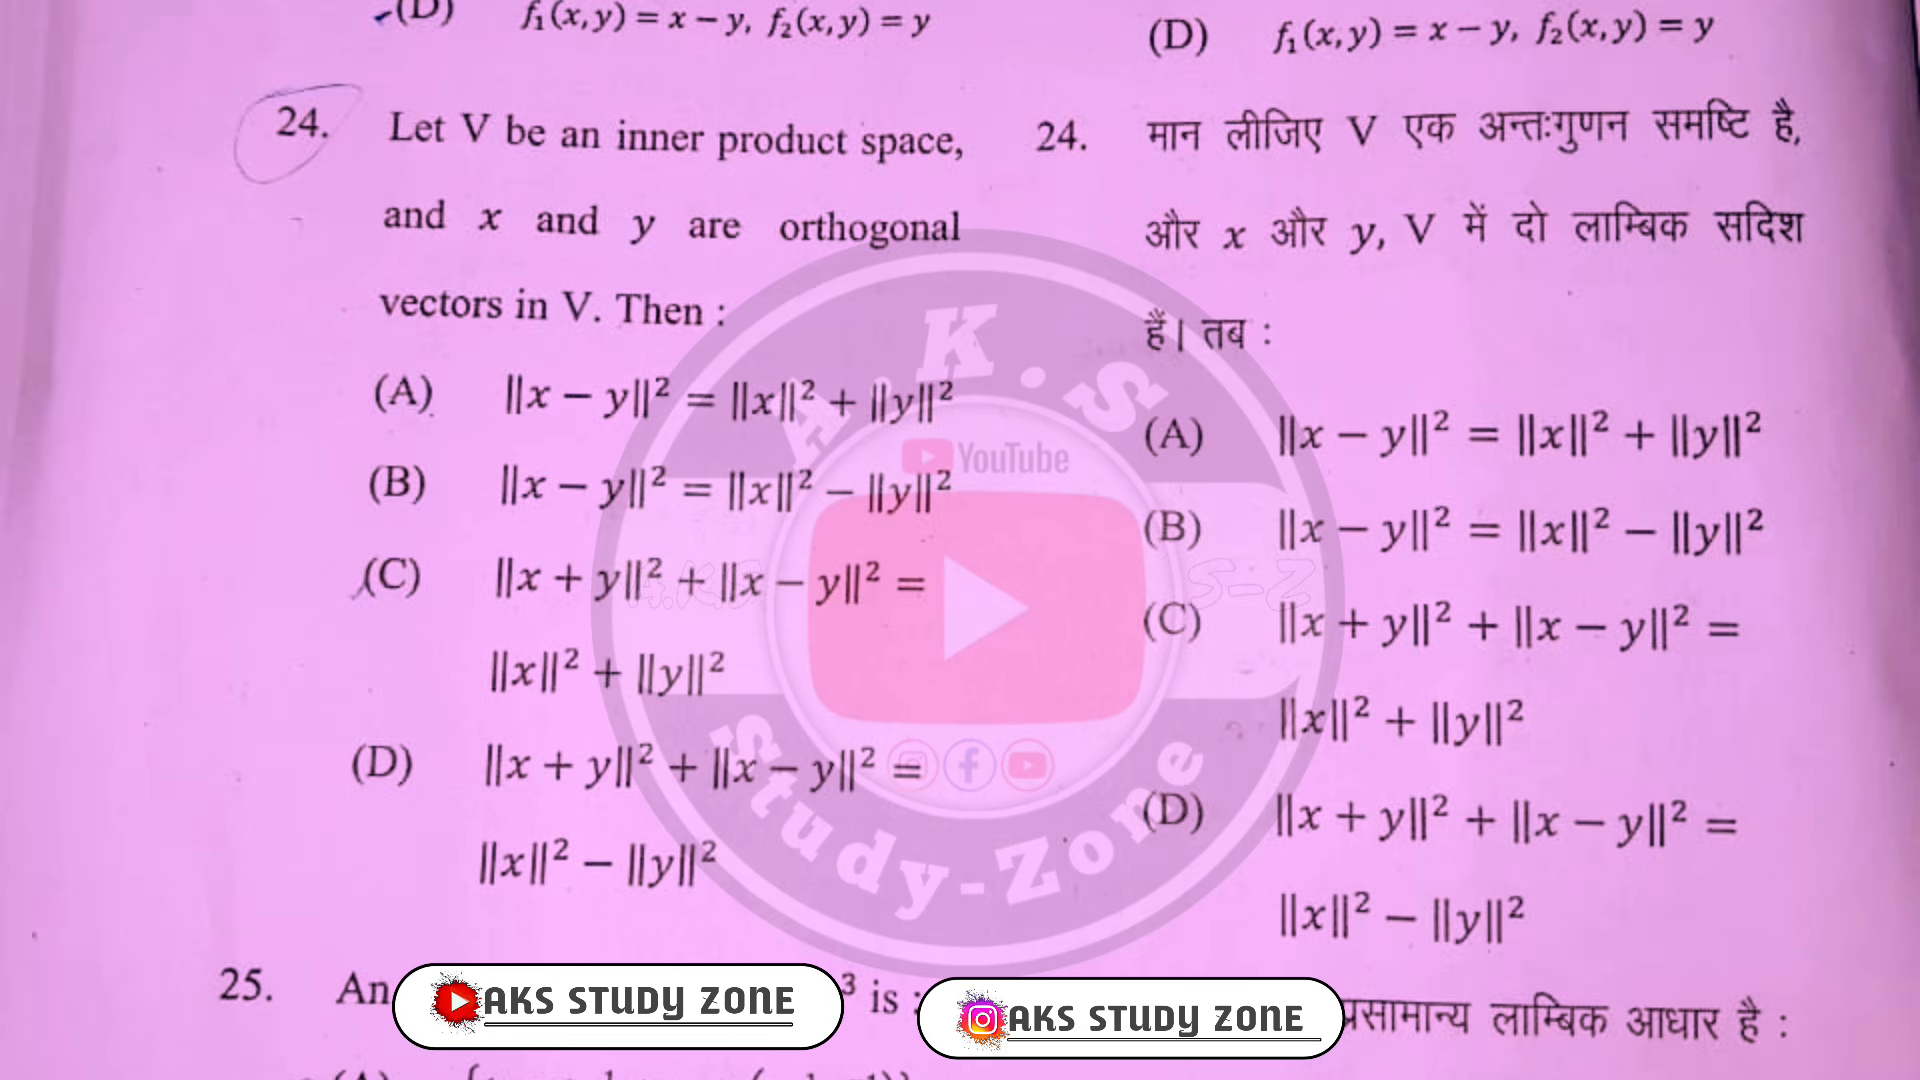 (D) f₁(x,y) = x − y, f₂(x,y) = y
24. Let V be an inner product space,
and x and y are orthogonal
vectors in V. Then :
(A) ||x − y||² = ||x||² + ||y||²
(B) ||x − y||² = ||x||² − ||y||²
(C) ||x + y||² + ||x − y||² =
||x||² + ||y||²
(D) ||x + y||² + ||x − y||² =
||x||² − ||y||²
25. An
³ is :
(D) f₁(x,y) = x − y, f₂(x,y) = y
24. मान लीजिए V एक अन्तःगुणन समष्टि है,
और x और y, V में दो लाम्बिक सदिश
हैं। तब :
(A) ||x − y||² = ||x||² + ||y||²
(B) ||x − y||² = ||x||² − ||y||²
(C) ||x + y||² + ||x − y||² =
||x||² + ||y||²
(D) ||x + y||² + ||x − y||² =
||x||² − ||y||²
प्रसामान्य लाम्बिक आधार है :
A.K.S
YouTube
Study-Zone
AKS STUDY ZONE
AKS STUDY ZONE